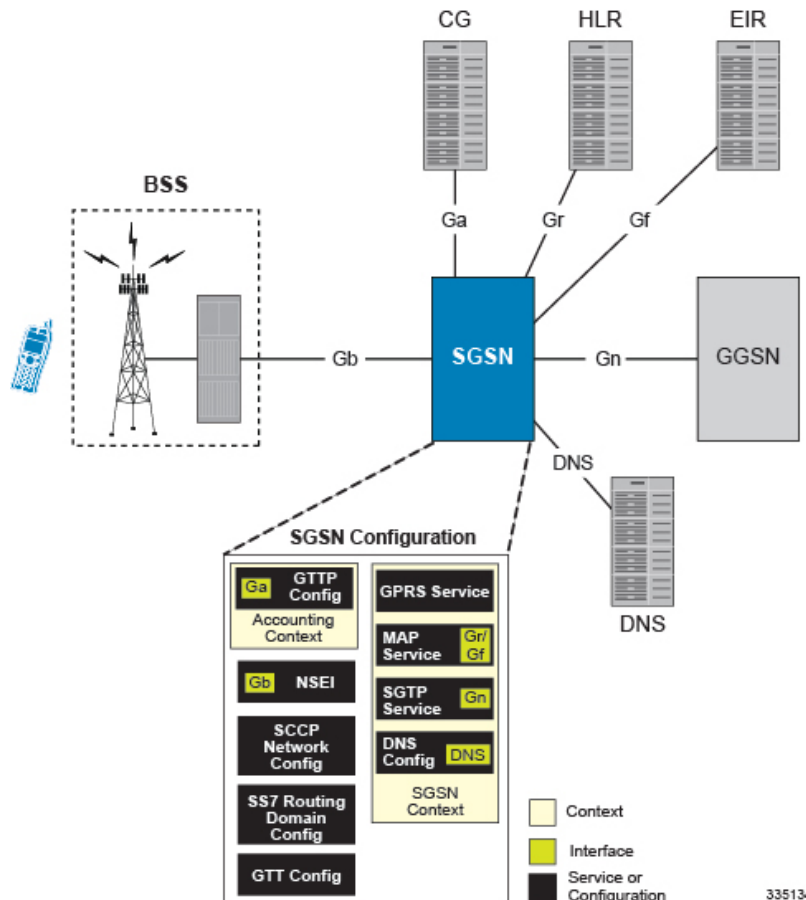 CG
HLR
EIR
BSS
Ga
Gr
Gf
Gb
SGSN
Gn
GGSN
DNS
DNS
SGSN Configuration
Ga
GTTP
Config
Accounting
Context
Gb
NSEI
SCCP
Network
Config
SS7 Routing
Domain
Config
GTT Config
GPRS Service
MAP
Service
Gr/
Gf
SGTP
Service
Gn
DNS
Config
DNS
SGSN
Context
Context
Interface
Service or
Configuration
335134